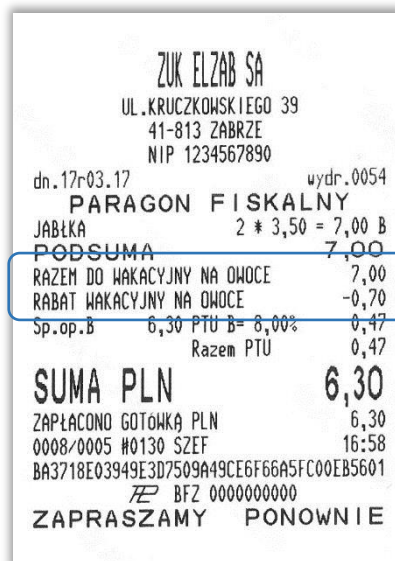 ZUK ELZAB SA
UL.KRUCZKOWSKIEGO 39
41-813 ZABRZE
NIP 1234567890
dn.17r03.17 wydr.0054
PARAGON FISKALNY
JABŁKA 2 * 3,50 = 7,00 B
PODSUMA 7,00
RAZEM DO WAKACYJNY NA OWOCE 7,00
RABAT WAKACYJNY NA OWOCE -0,70
Sp.op.B 6,30 PTU B= 8,00% 0,47
Razem PTU 0,47
SUMA PLN 6,30
ZAPŁACONO GOTÓWKĄ PLN 6,30
0008/0005 #0130 SZEF 16:58
BA3718E03949E3D7509A49CE6F66A5FC00EB5601
BFZ 0000000000
ZAPRASZAMY PONOWNIE